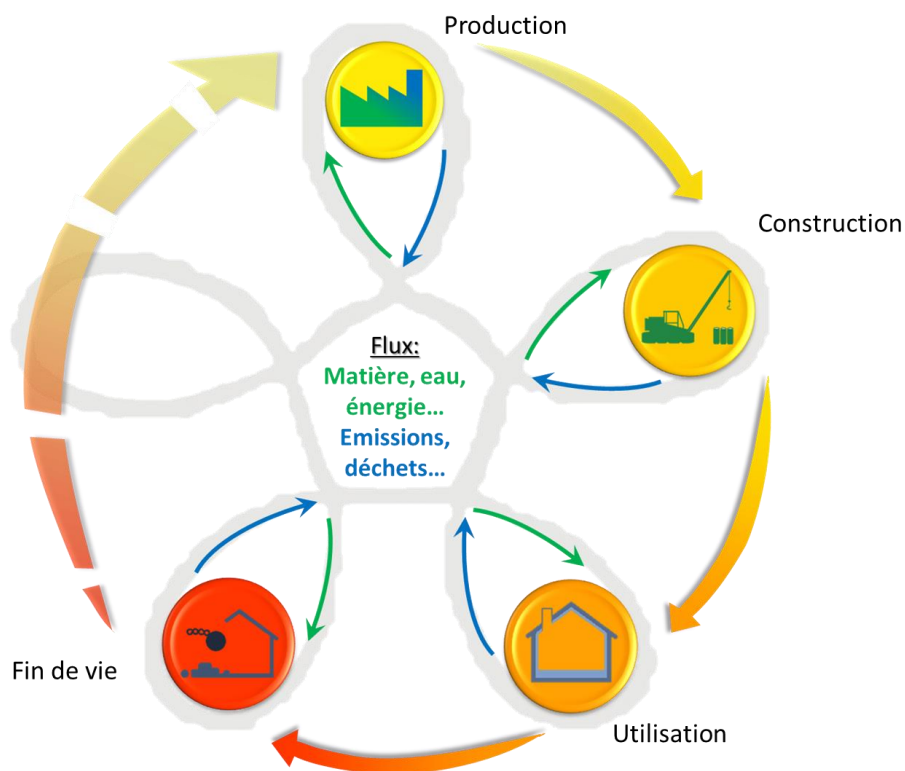 Production
Construction
Flux:
Matière, eau,
énergie...
Emissions,
déchets...
Fin de vie
Utilisation